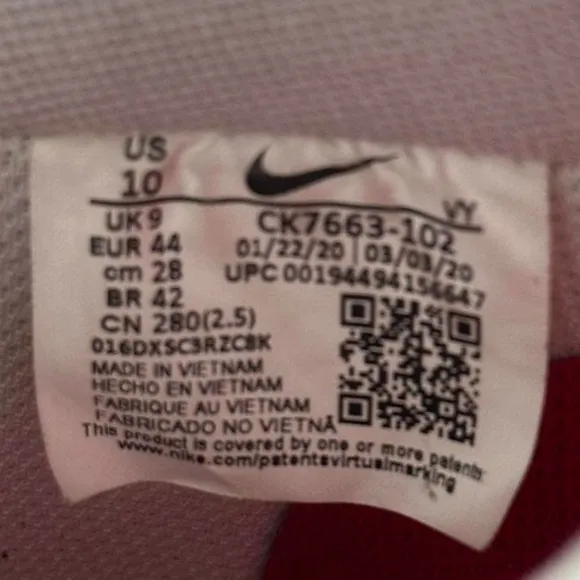 US
10
VY
UK 9
CK7663-102
EUR 44
01/22/20 | 03/03/20
cm 28
UPC 00194494156647
BR 42
CN 280(2.5)
016DXSC3RZC8K
MADE IN VIETNAM
HECHO EN VIETNAM
FABRIQUE AU VIETNAM
FABRICADO NO VIETNÃ
This product is covered by one or more patents
www.nike.com/patentsvirtualmarking